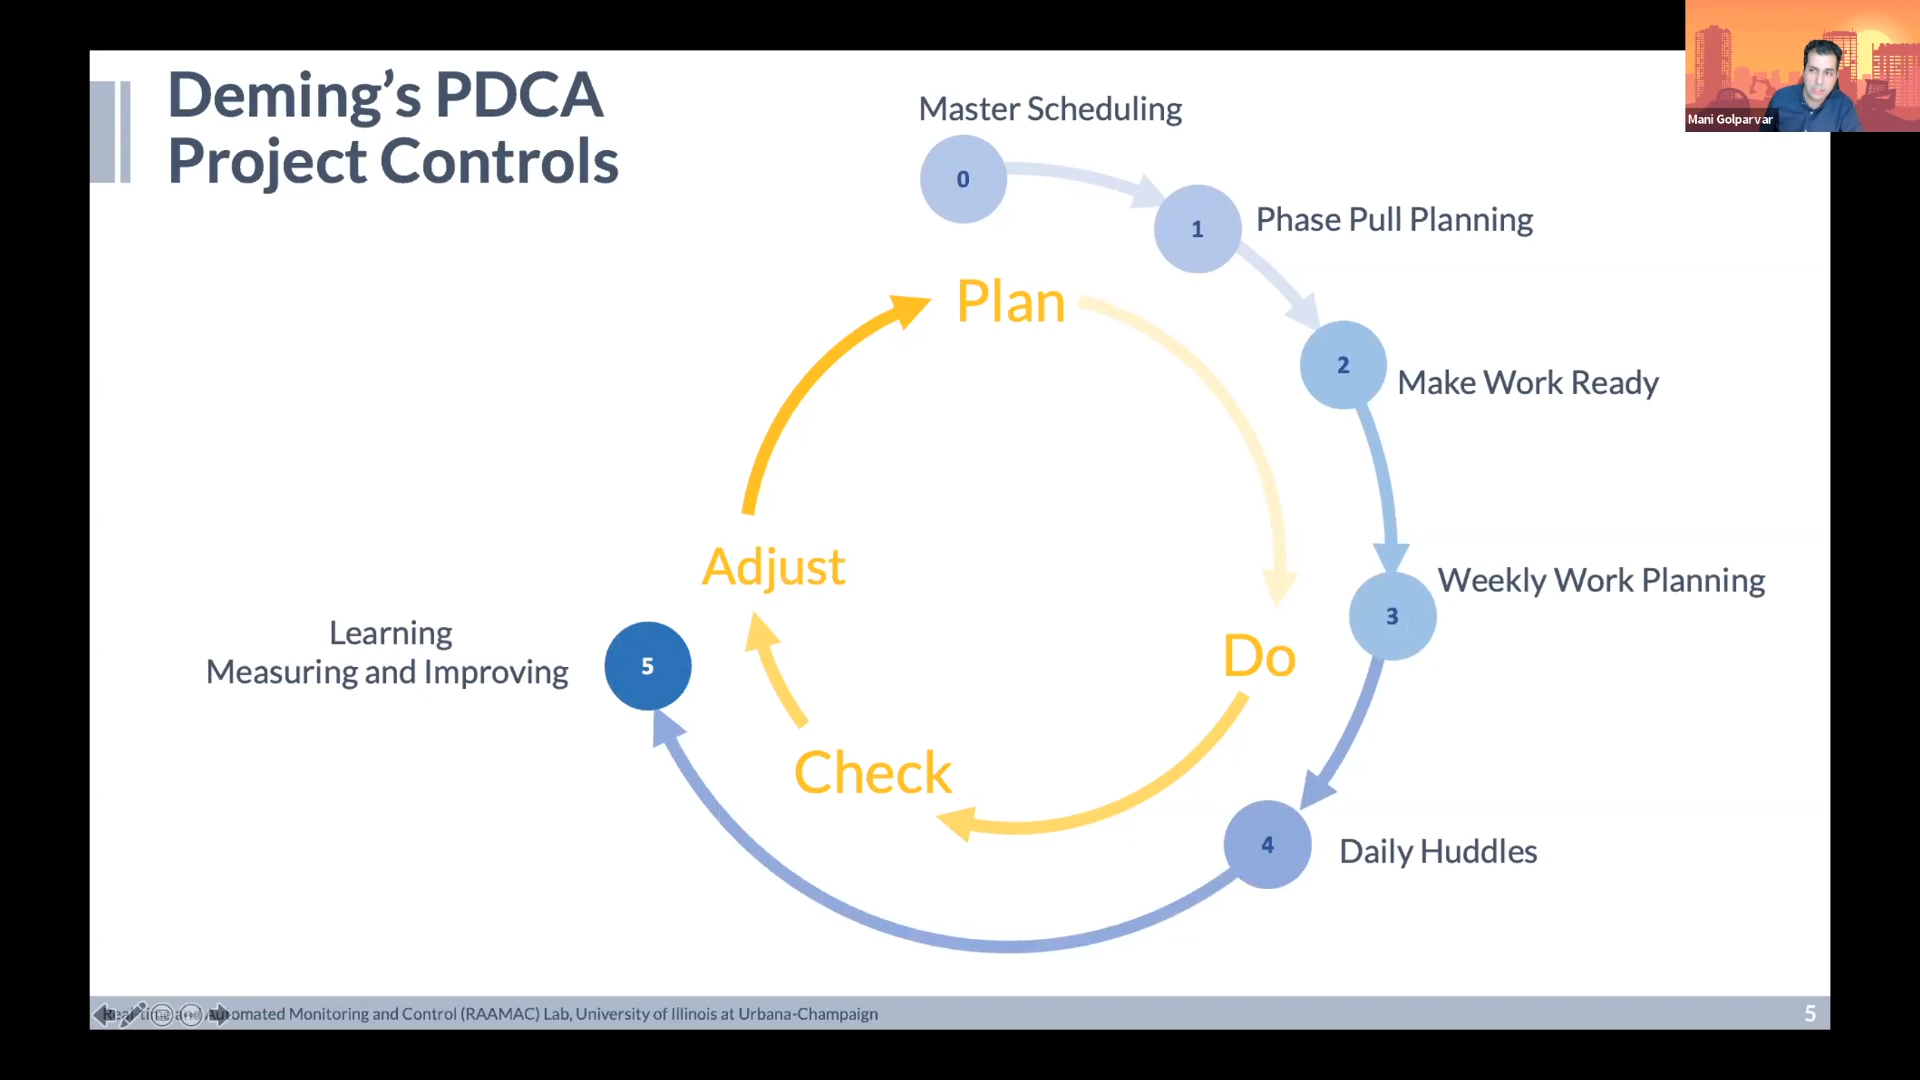 Deming's PDCA
Project Controls
Mani Golparvar
Master Scheduling
0
1
Phase Pull Planning
2
Make Work Ready
Plan
3
Weekly Work Planning
Do
4
Daily Huddles
Check
Adjust
5
Learning
Measuring and Improving
Real-time and Automated Monitoring and Control (RAAMAC) Lab, University of Illinois at Urbana-Champaign
5